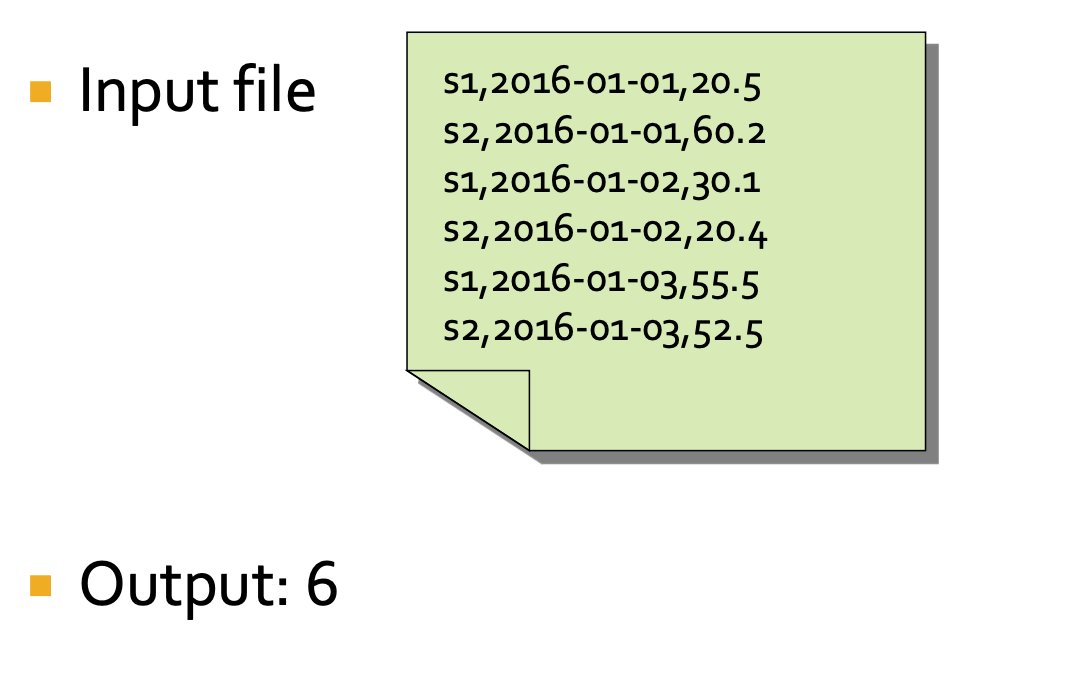 Input file
s1,2016-01-01,20.5
s2,2016-01-01,60.2
s1,2016-01-02,30.1
s2,2016-01-02,20.4
s1,2016-01-03,55.5
s2,2016-01-03,52.5
Output: 6